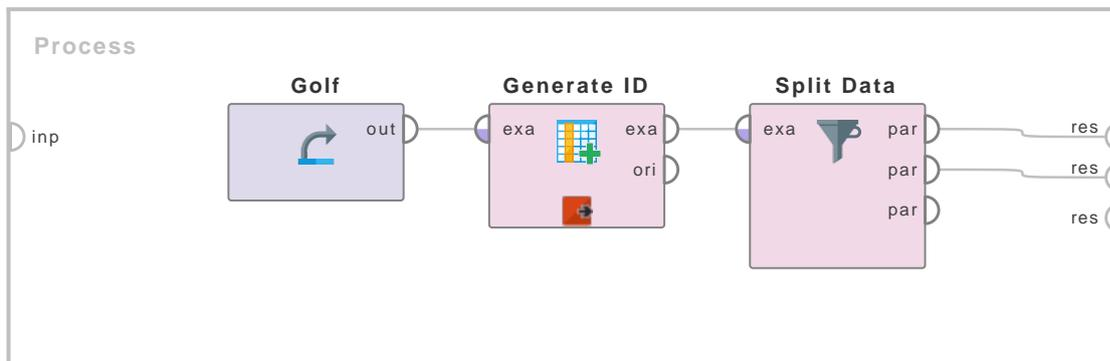 Process
Golf Generate ID Split Data
inp out exa exa exa par res
ori par res
par res